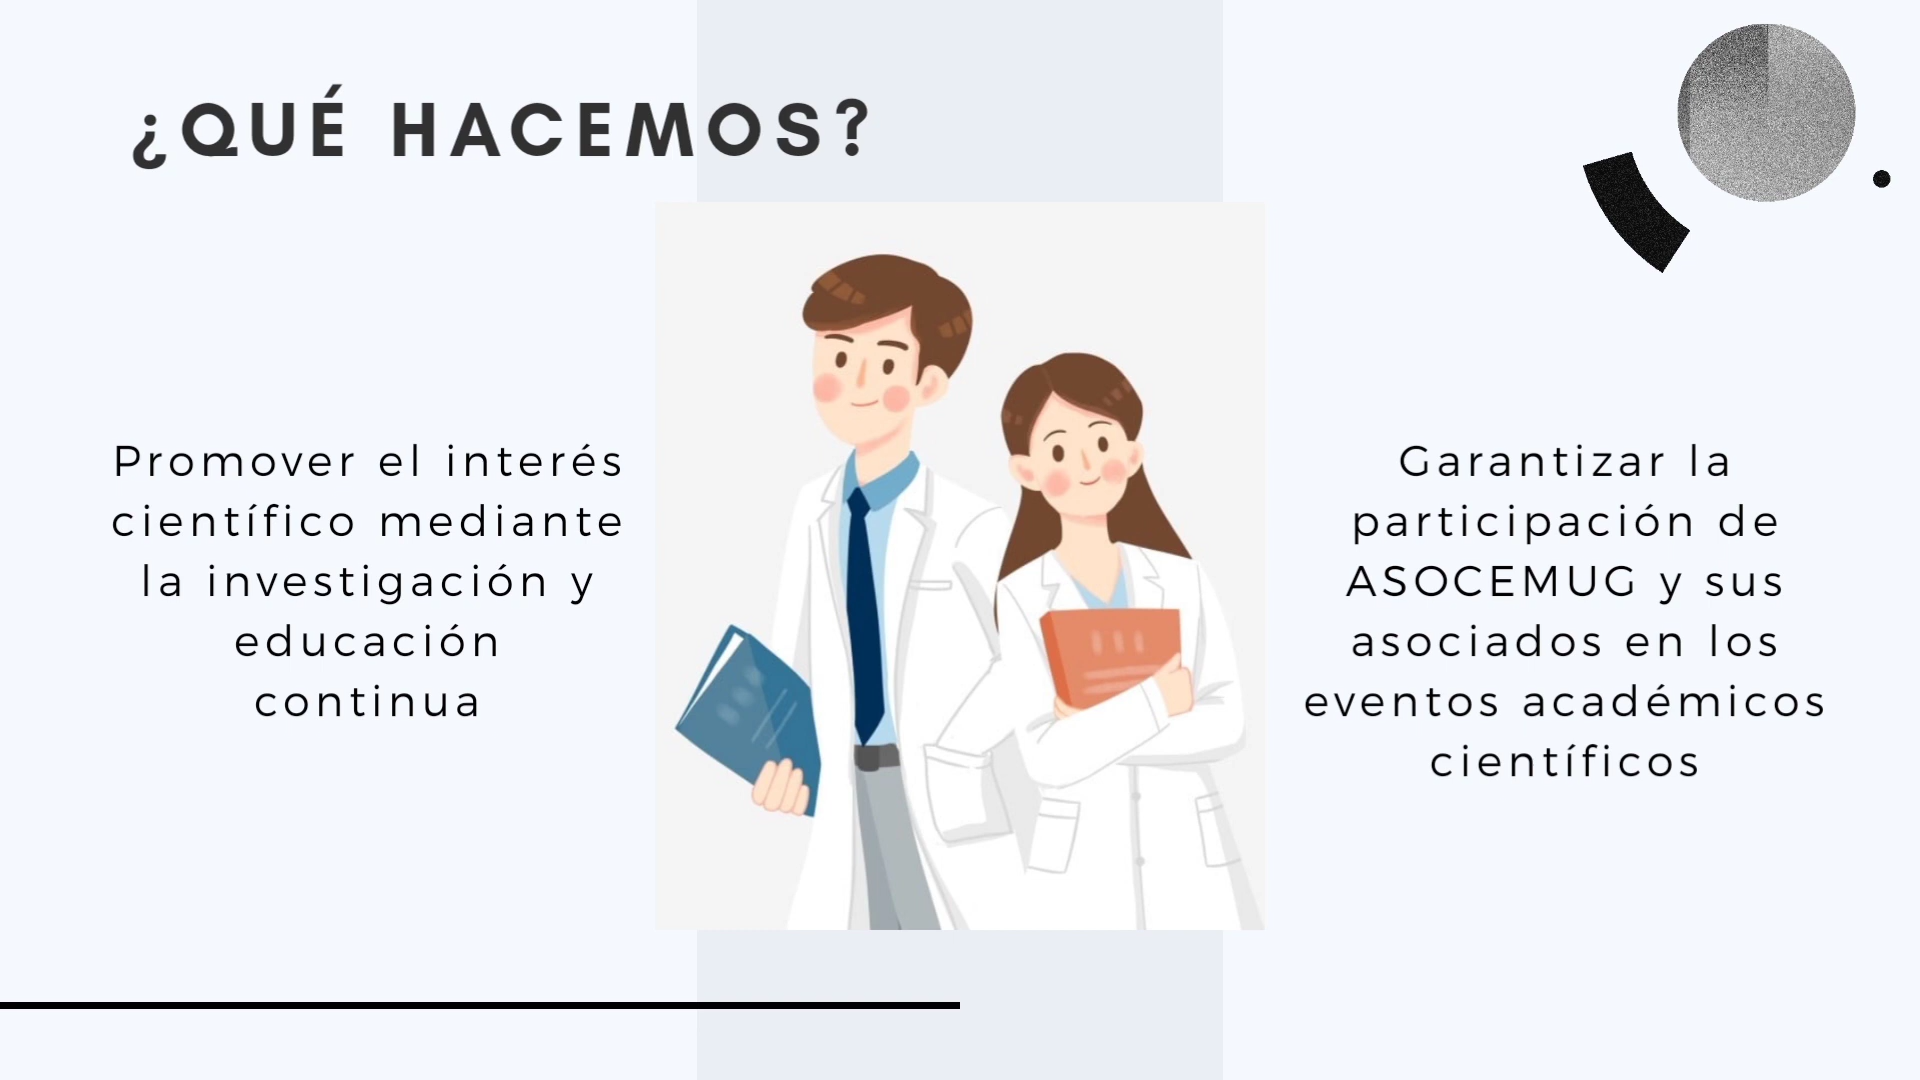 ¿QUÉ HACEMOS?
Promover el interés
científico mediante
la investigación y
educación
continua
Garantizar la
participación de
ASOCEMUG y sus
asociados en los
eventos académicos
científicos